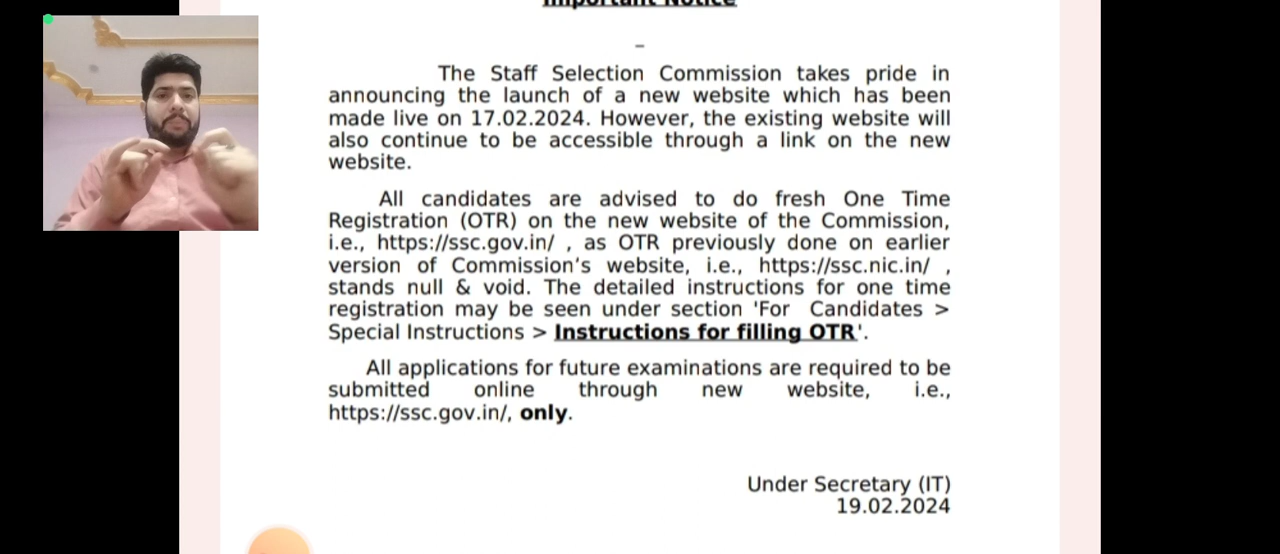 Important Notice
The Staff Selection Commission takes pride in
announcing the launch of a new website which has been
made live on 17.02.2024. However, the existing website will
also continue to be accessible through a link on the new
website.
All candidates are advised to do fresh One Time
Registration (OTR) on the new website of the Commission,
i.e., https://ssc.gov.in/ , as OTR previously done on earlier
version of Commission’s website, i.e., https://ssc.nic.in/ ,
stands null & void. The detailed instructions for one time
registration may be seen under section 'For Candidates >
Special Instructions > Instructions for filling OTR'.
All applications for future examinations are required to be
submitted online through new website, i.e.,
https://ssc.gov.in/, only.
Under Secretary (IT)
19.02.2024